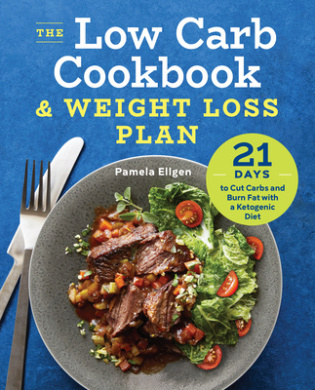 THE Low Carb
Cookbook
& WEIGHT LOSS
PLAN
Pamela Ellgen
21
DAYS
to Cut Carbs and
Burn Fat with
a Ketogenic
Diet